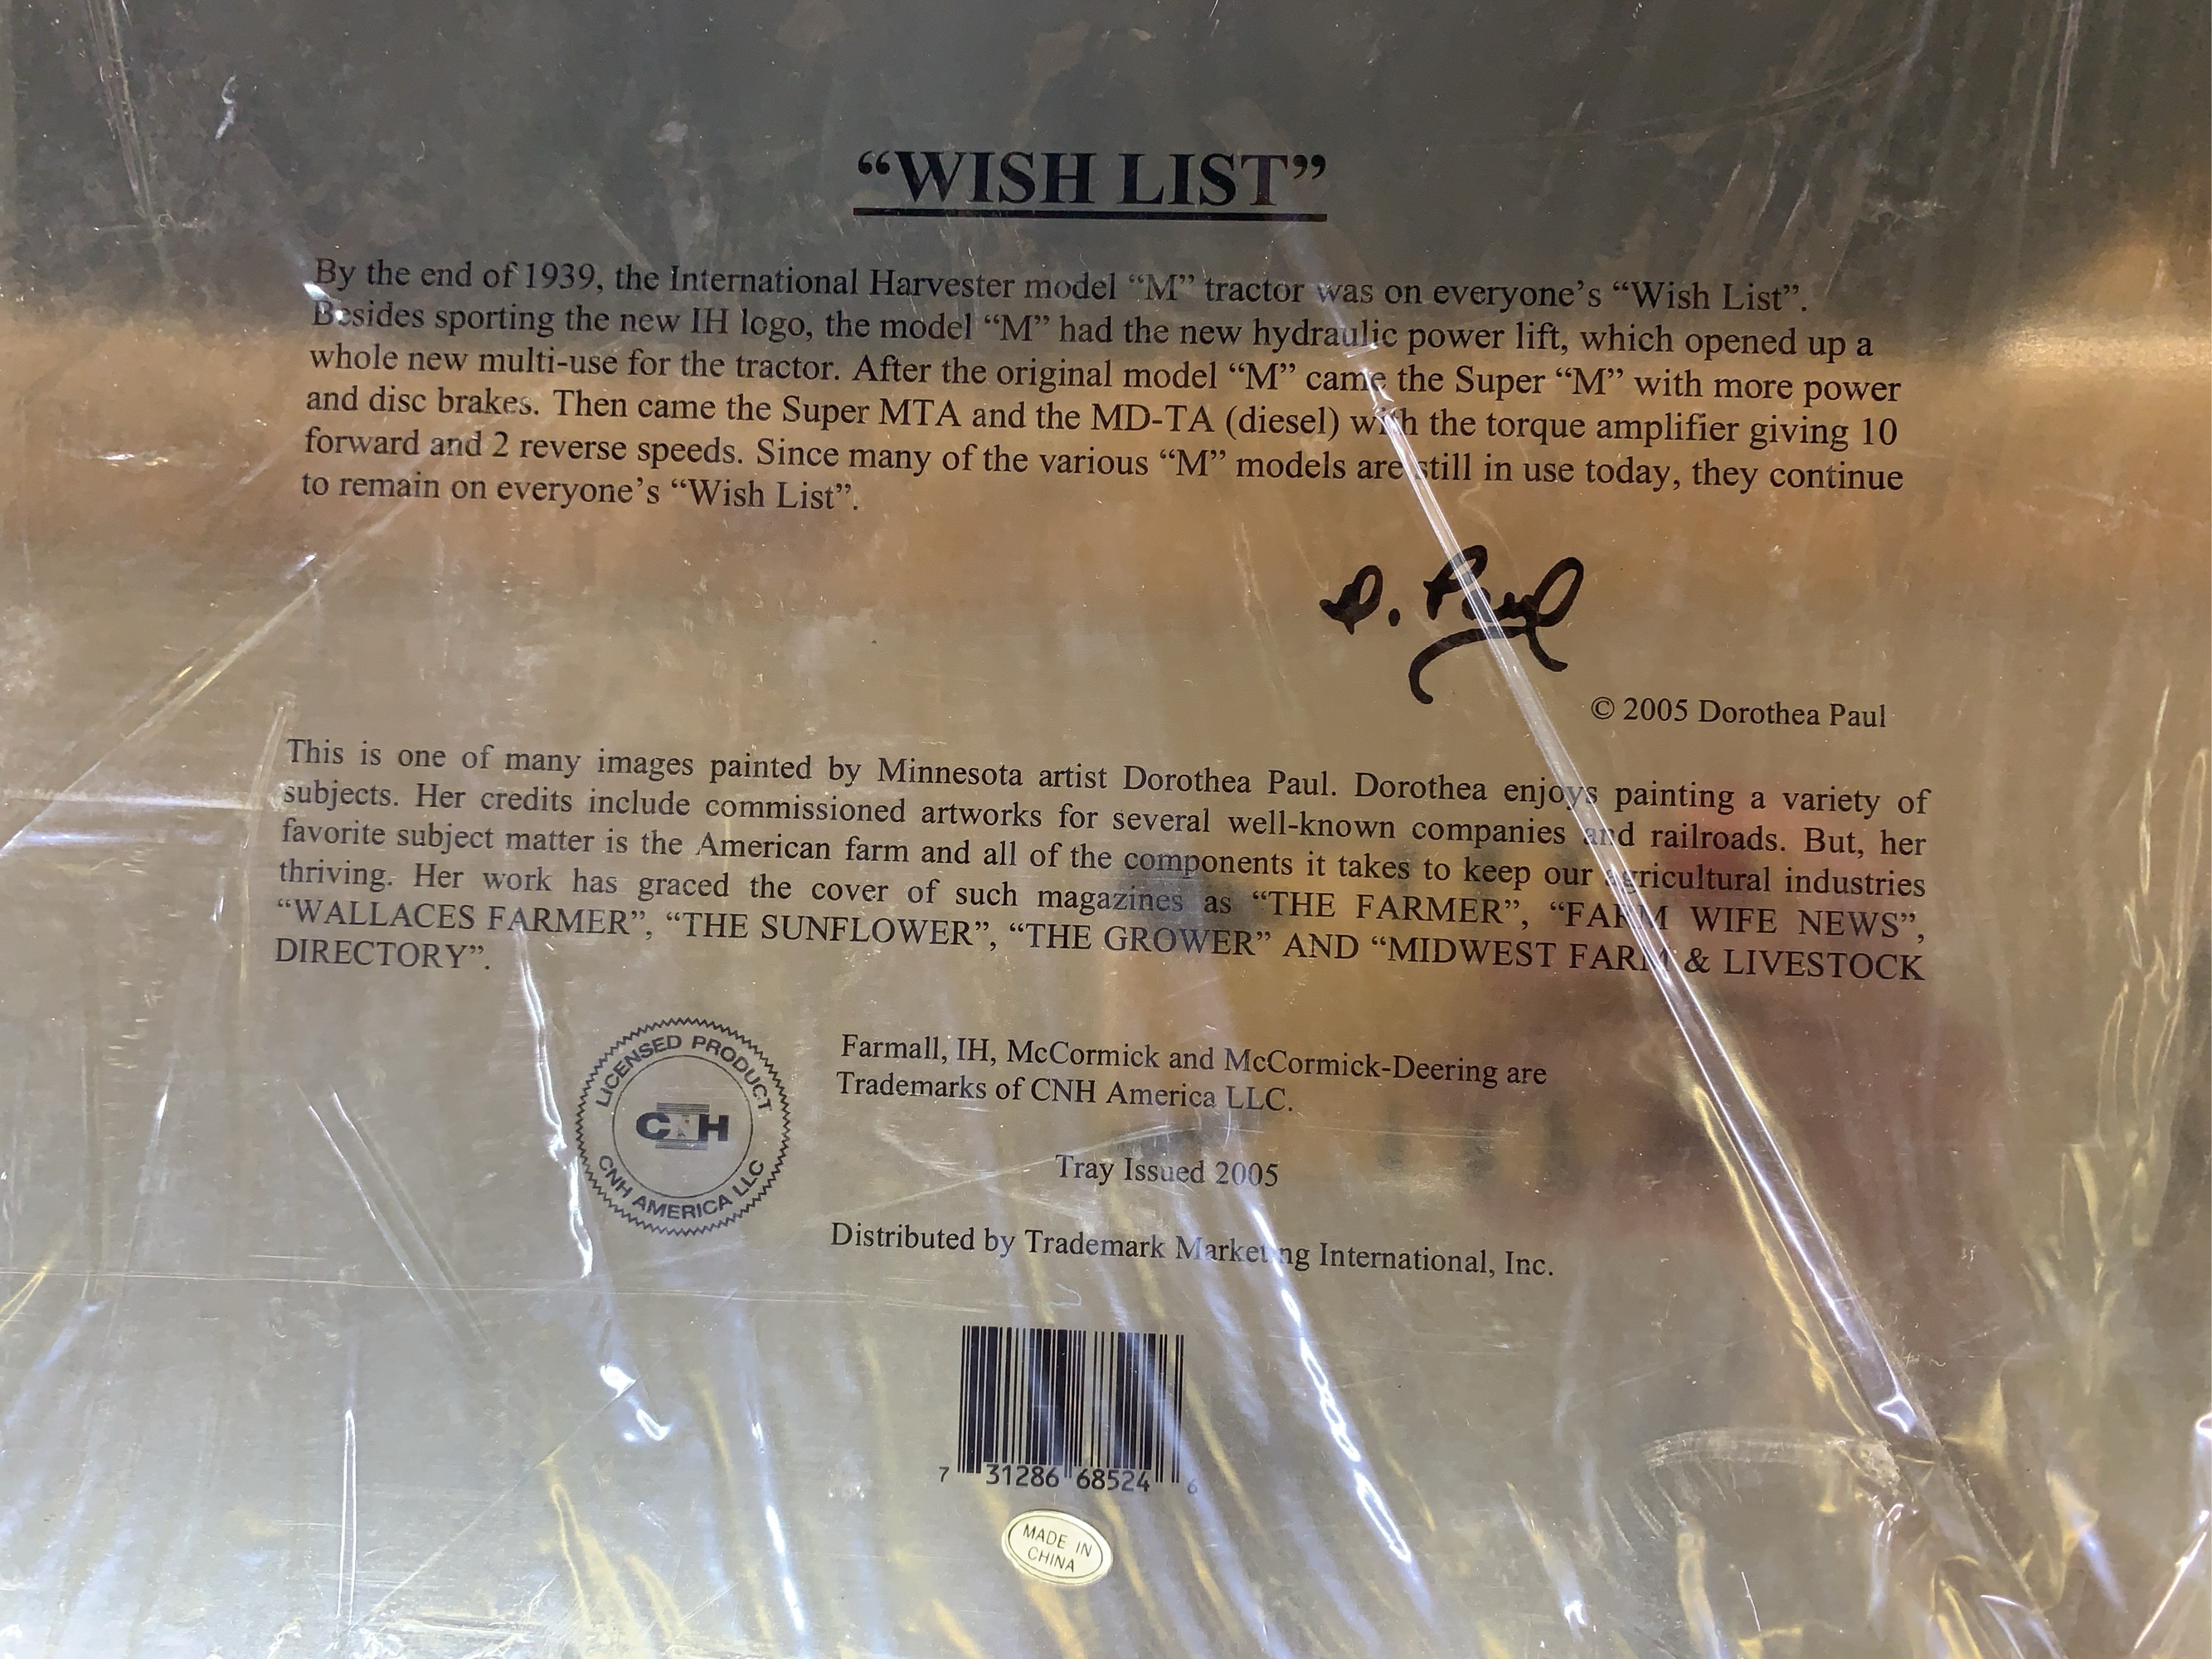 “WISH LIST”
By the end of 1939, the International Harvester model “M” tractor was on everyone’s “Wish List”.
Besides sporting the new IH logo, the model “M” had the new hydraulic power lift, which opened up a
whole new multi-use for the tractor. After the original model “M” came the Super “M” with more power
and disc brakes. Then came the Super MTA and the MD-TA (diesel) with the torque amplifier giving 10
forward and 2 reverse speeds. Since many of the various “M” models are still in use today, they continue
to remain on everyone’s “Wish List”.
D. Paul
© 2005 Dorothea Paul
This is one of many images painted by Minnesota artist Dorothea Paul. Dorothea enjoys painting a variety of
subjects. Her credits include commissioned artworks for several well-known companies and railroads. But, her
favorite subject matter is the American farm and all of the components it takes to keep our agricultural industries
thriving. Her work has graced the cover of such magazines as “THE FARMER”, “FARM WIFE NEWS”,
“WALLACES FARMER”, “THE SUNFLOWER”, “THE GROWER” AND “MIDWEST FARM & LIVESTOCK
DIRECTORY”.
LICENSED PRODUCT
CNH
CNH AMERICA LLC
Farmall, IH, McCormick and McCormick-Deering are
Trademarks of CNH America LLC.
Tray Issued 2005
Distributed by Trademark Marketing International, Inc.
7 31286 68524 6
MADE IN
CHINA